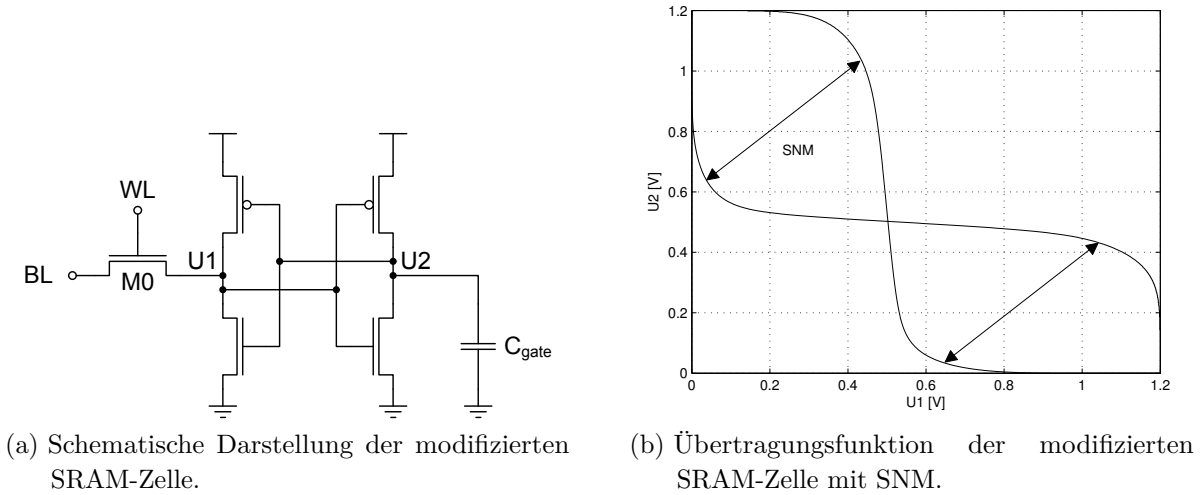 WL
BL
M0
U1
U2
C_gate
(a) Schematische Darstellung der modifizierten
SRAM-Zelle.
1.2
1
0.8
0.6
0.4
0.2
0
U2 [V]
SNM
0 0.2 0.4 0.6 0.8 1 1.2
U1 [V]
(b) Übertragungsfunktion der modifizierten
SRAM-Zelle mit SNM.